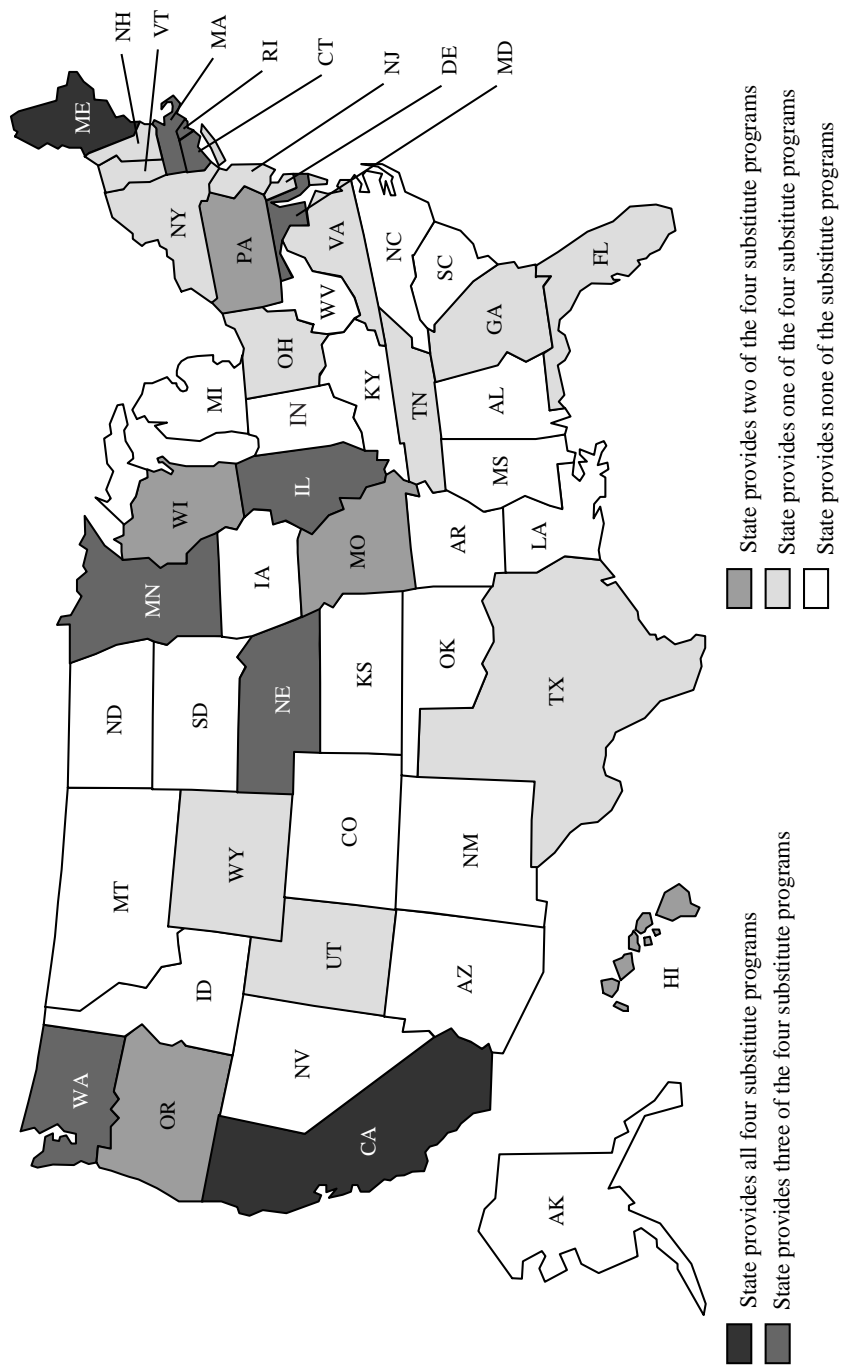 WA
OR
CA
NV
ID
MT
WY
UT
AZ
CO
NM
ND
SD
NE
KS
OK
TX
MN
IA
MO
AR
LA
WI
IL
MS
MI
IN
KY
TN
AL
OH
WV
GA
FL
SC
NC
VA
PA
NY
ME
NH
VT
MA
RI
CT
NJ
DE
MD
AK
HI
State provides all four substitute programs
State provides three of the four substitute programs
State provides two of the four substitute programs
State provides one of the four substitute programs
State provides none of the substitute programs